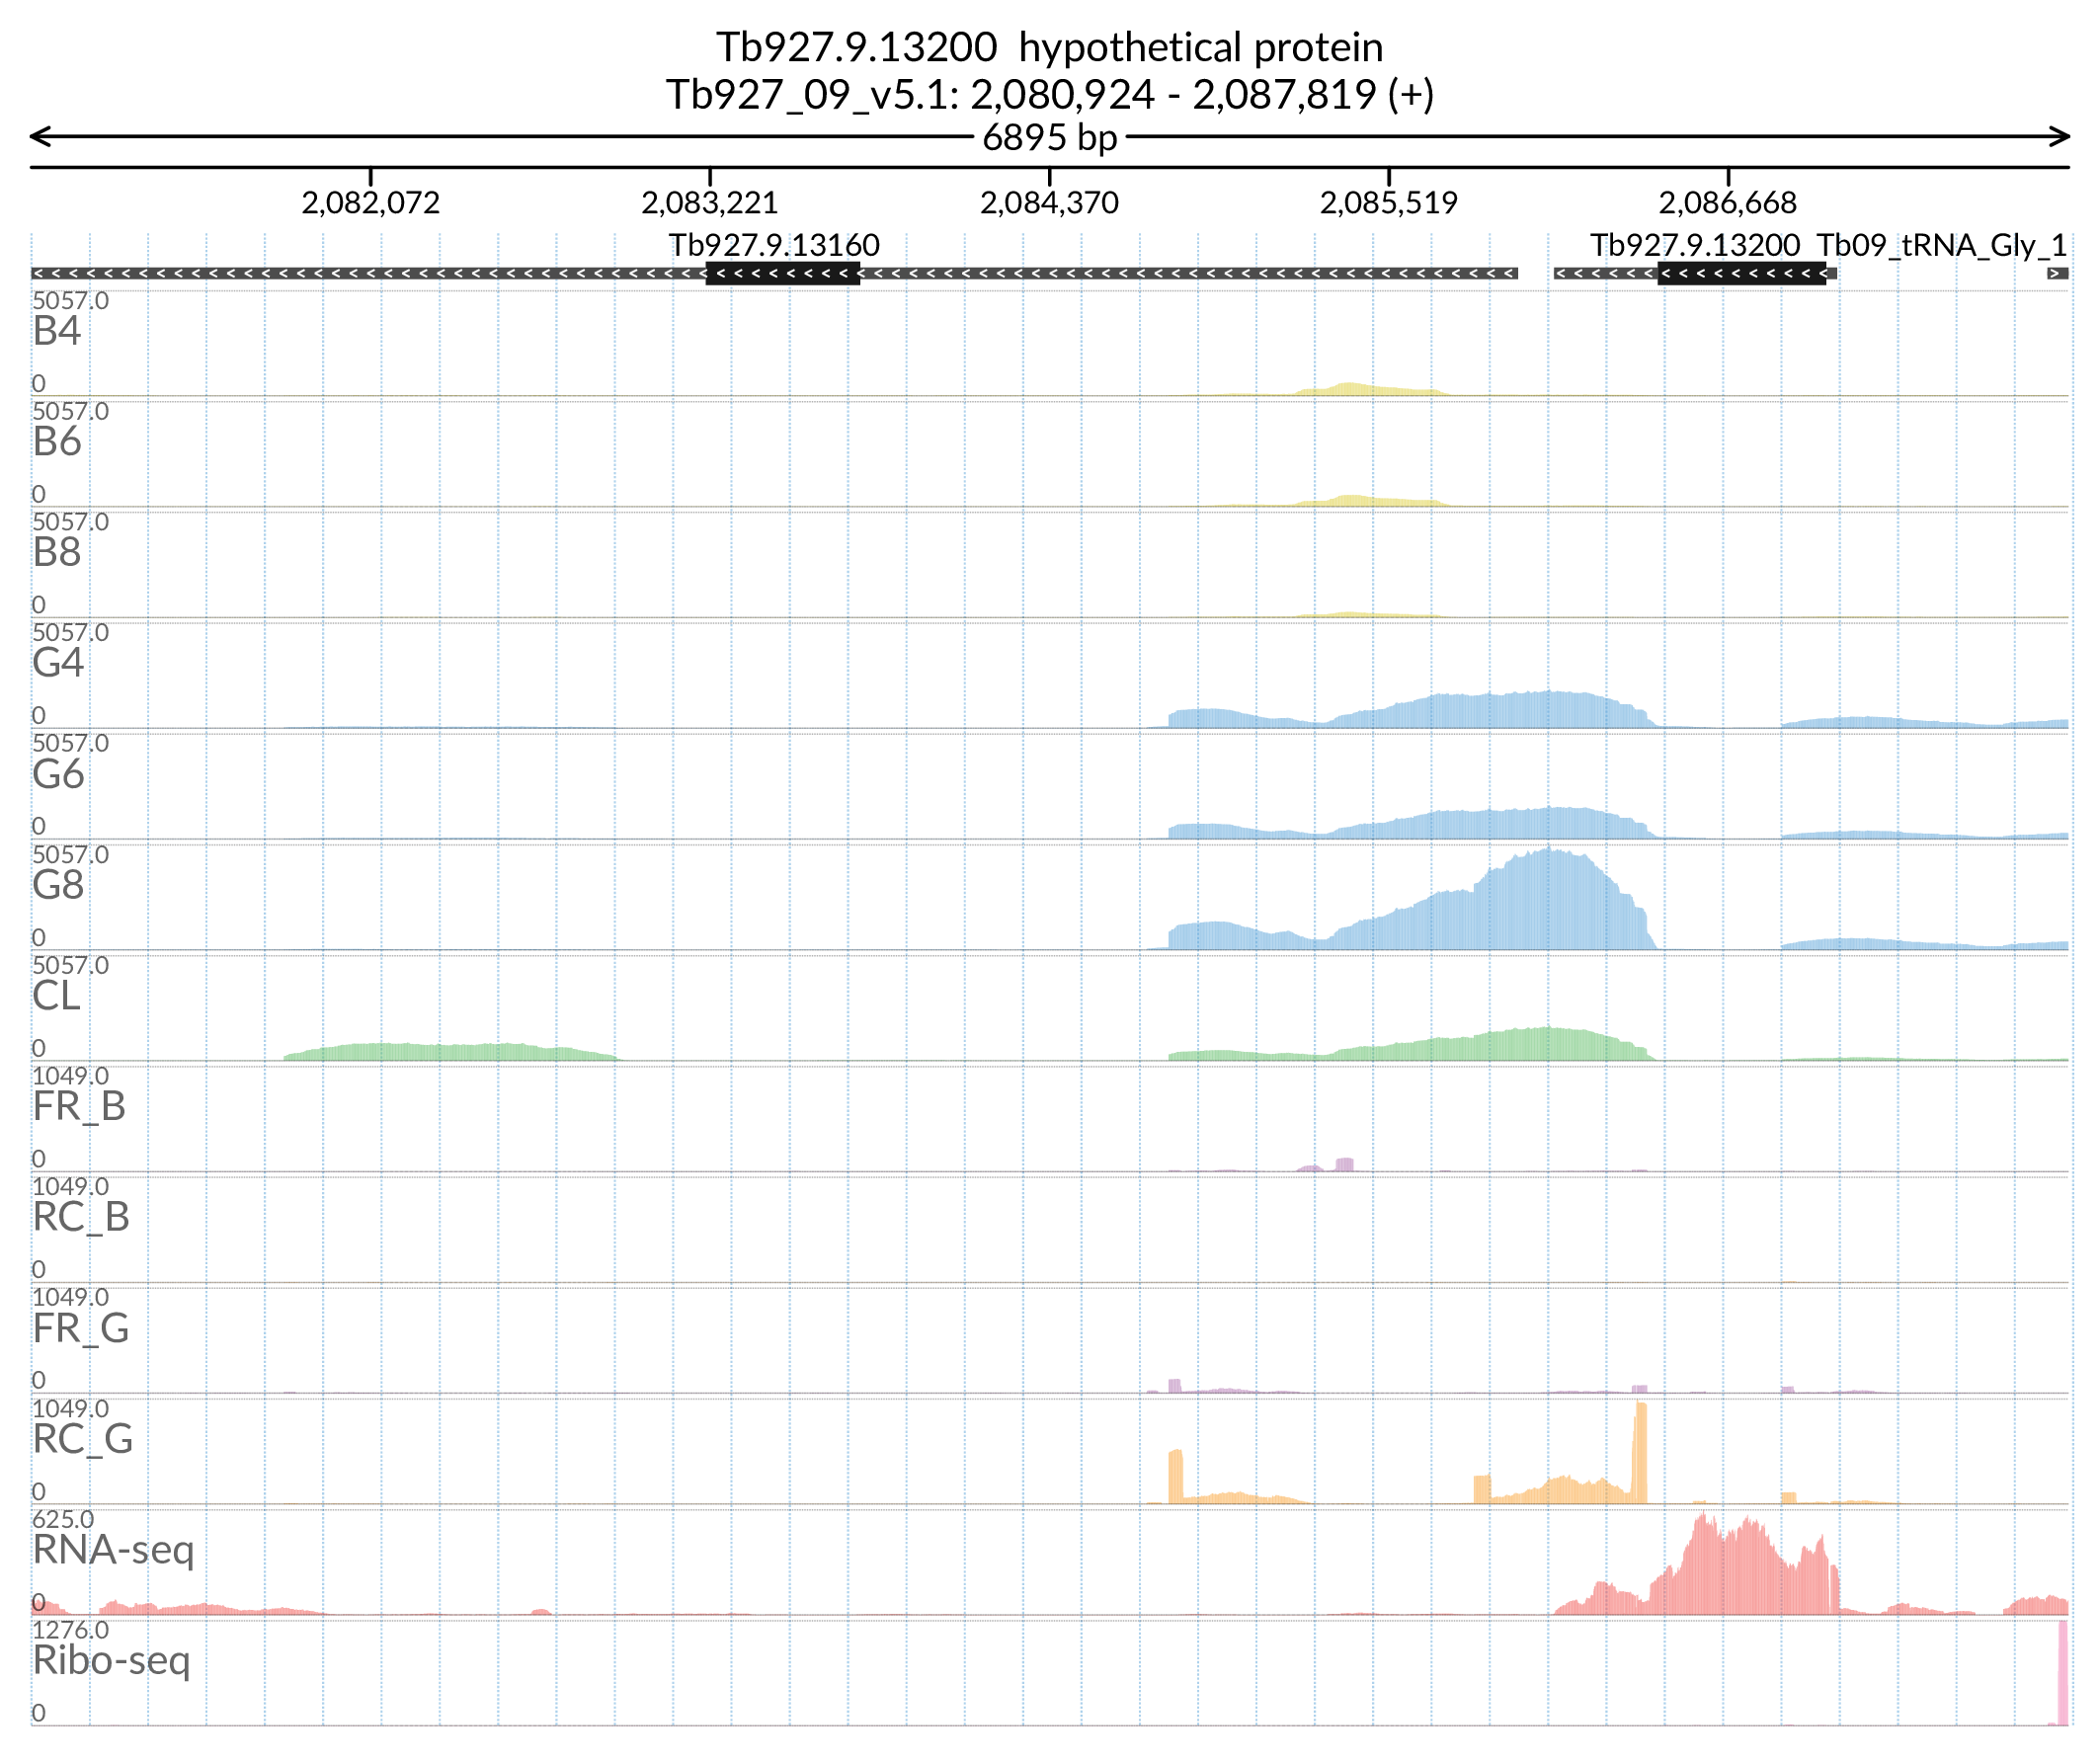 Tb927.9.13200 hypothetical protein
Tb927_09_v5.1: 2,080,924 - 2,087,819 (+)
6895 bp
2,082,072 2,083,221 2,084,370 2,085,519 2,086,668
Tb927.9.13160 Tb927.9.13200 Tb09_tRNA_Gly_1
5057.0
B4
0
5057.0
B6
0
5057.0
B8
0
5057.0
G4
0
5057.0
G6
0
5057.0
G8
0
5057.0
CL
0
1049.0
FR_B
0
1049.0
RC_B
0
1049.0
FR_G
0
1049.0
RC_G
0
625.0
RNA-seq
0
1276.0
Ribo-seq
0